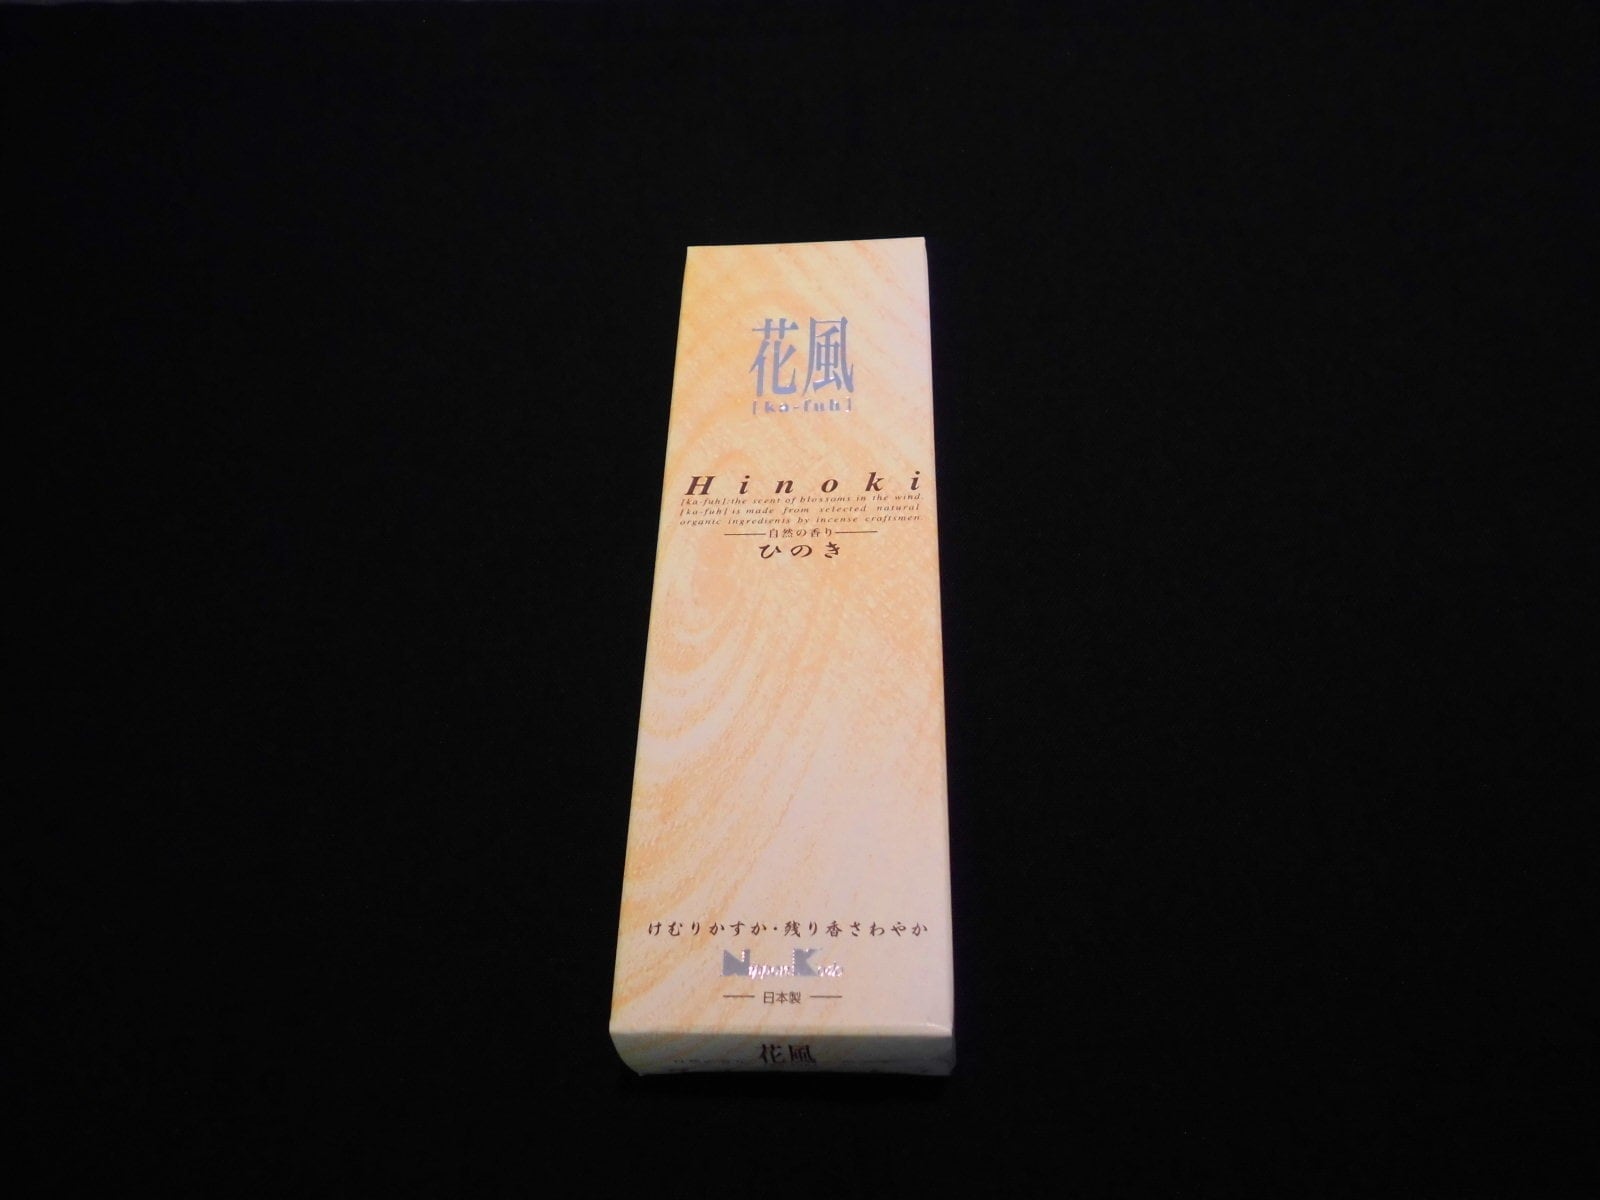 花風
[ka-fuh]
Hinoki
[ka-fuh]:the scent of blossoms in the wind.
[ka-fuh] is made from selected natural
organic ingredients by incense craftsmen.
自然の香り
ひのき
けむりかすか・残り香さわやか
Nippon Kodo
日本製
花風